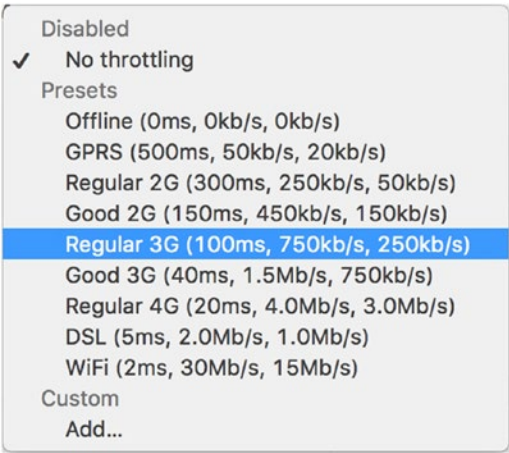 Disabled
✓ No throttling
Presets
Offline (0ms, 0kb/s, 0kb/s)
GPRS (500ms, 50kb/s, 20kb/s)
Regular 2G (300ms, 250kb/s, 50kb/s)
Good 2G (150ms, 450kb/s, 150kb/s)
Regular 3G (100ms, 750kb/s, 250kb/s)
Good 3G (40ms, 1.5Mb/s, 750kb/s)
Regular 4G (20ms, 4.0Mb/s, 3.0Mb/s)
DSL (5ms, 2.0Mb/s, 1.0Mb/s)
WiFi (2ms, 30Mb/s, 15Mb/s)
Custom
Add...